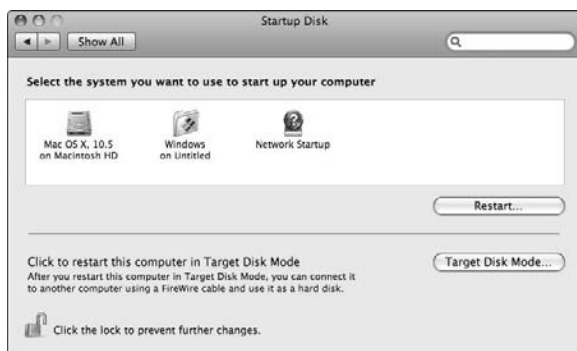 Startup Disk
Show All
Select the system you want to use to start up your computer
Mac OS X, 10.5
on Macintosh HD
Windows
on Untitled
Network Startup
Restart...
Click to restart this computer in Target Disk Mode
After you restart this computer in Target Disk Mode, you can connect it
to another computer using a FireWire cable and use it as a hard disk.
Target Disk Mode...
Click the lock to prevent further changes.